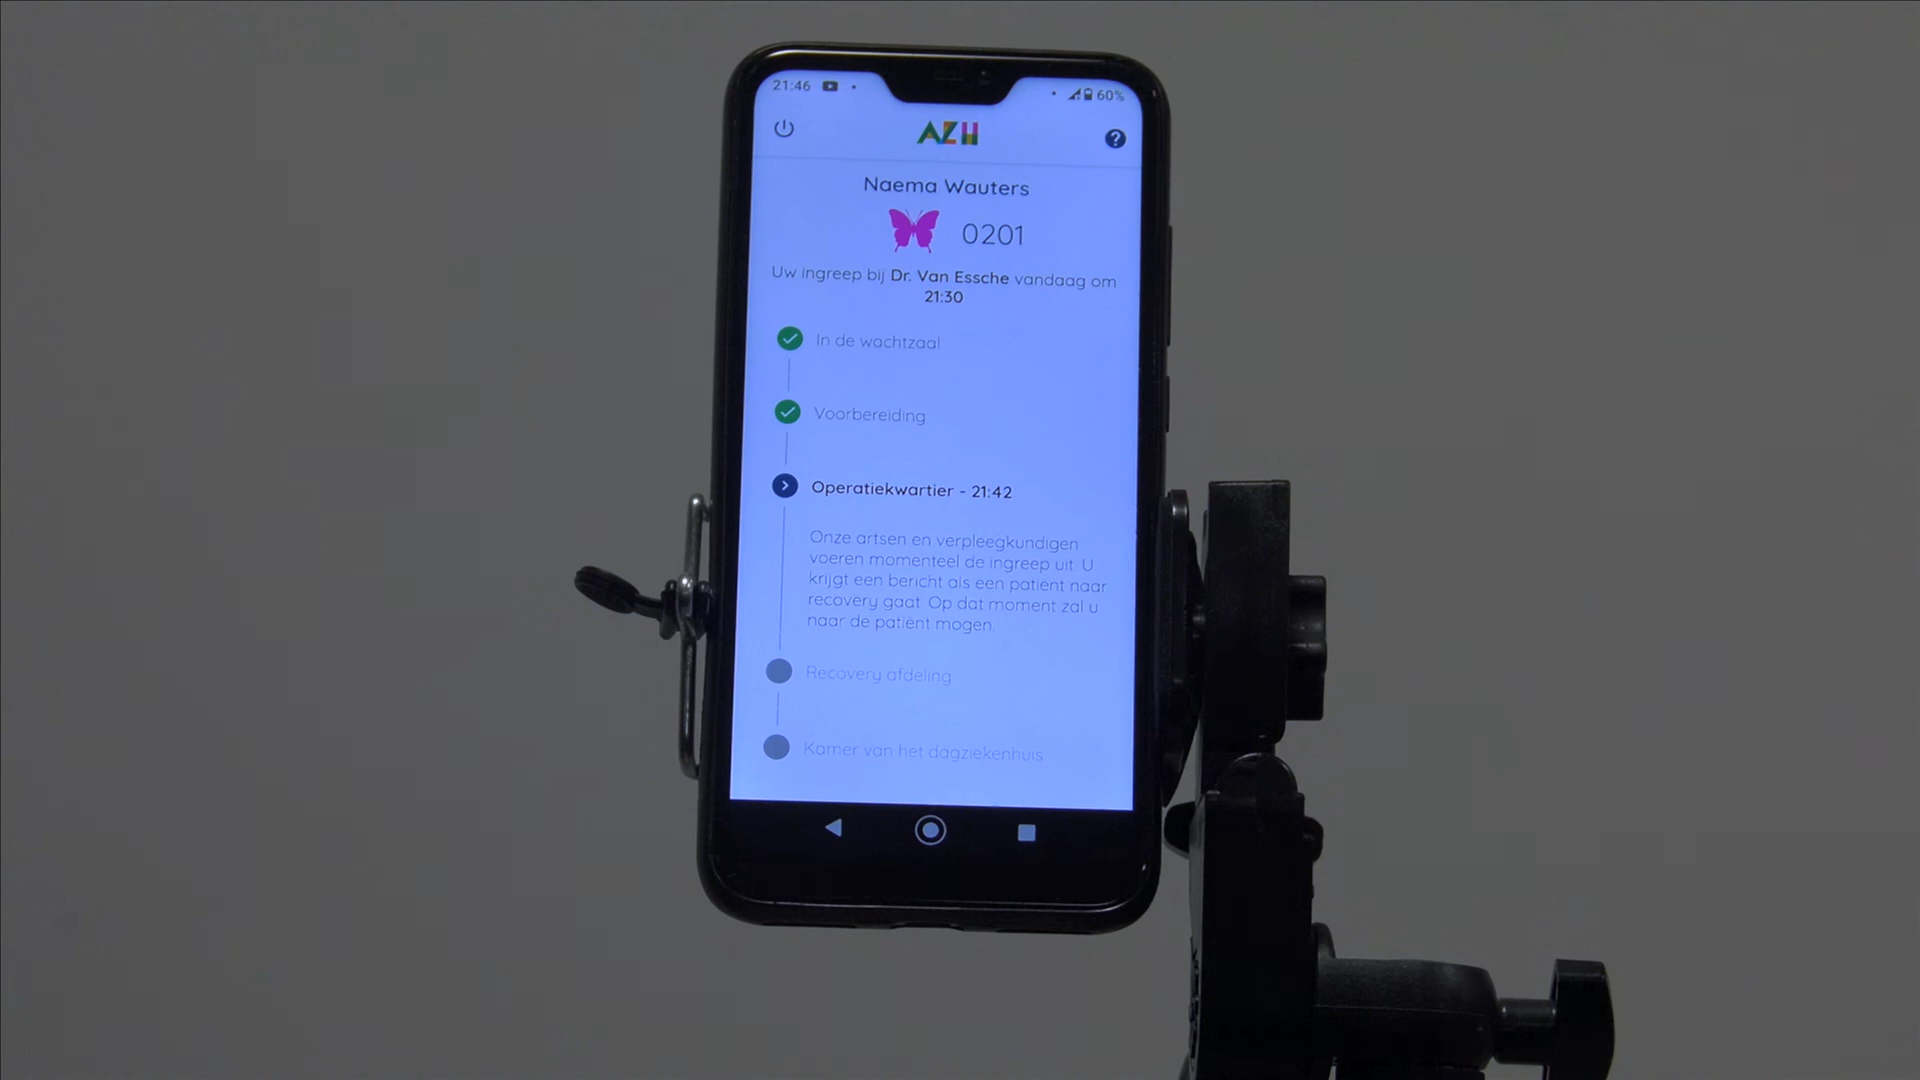 21:46
60%
AZH
Naema Wauters
0201
Uw ingreep bij Dr. Van Essche vandaag om
21:30
In de wachtzaal
Voorbereiding
Operatiekwartier - 21:42
Onze artsen en verpleegkundigen
voeren momenteel de ingreep uit. U
krijgt een bericht als een patiënt naar
recovery gaat. Op dat moment zal u
naar de patiënt mogen.
Recovery afdeling
Kamer van het dagziekenhuis